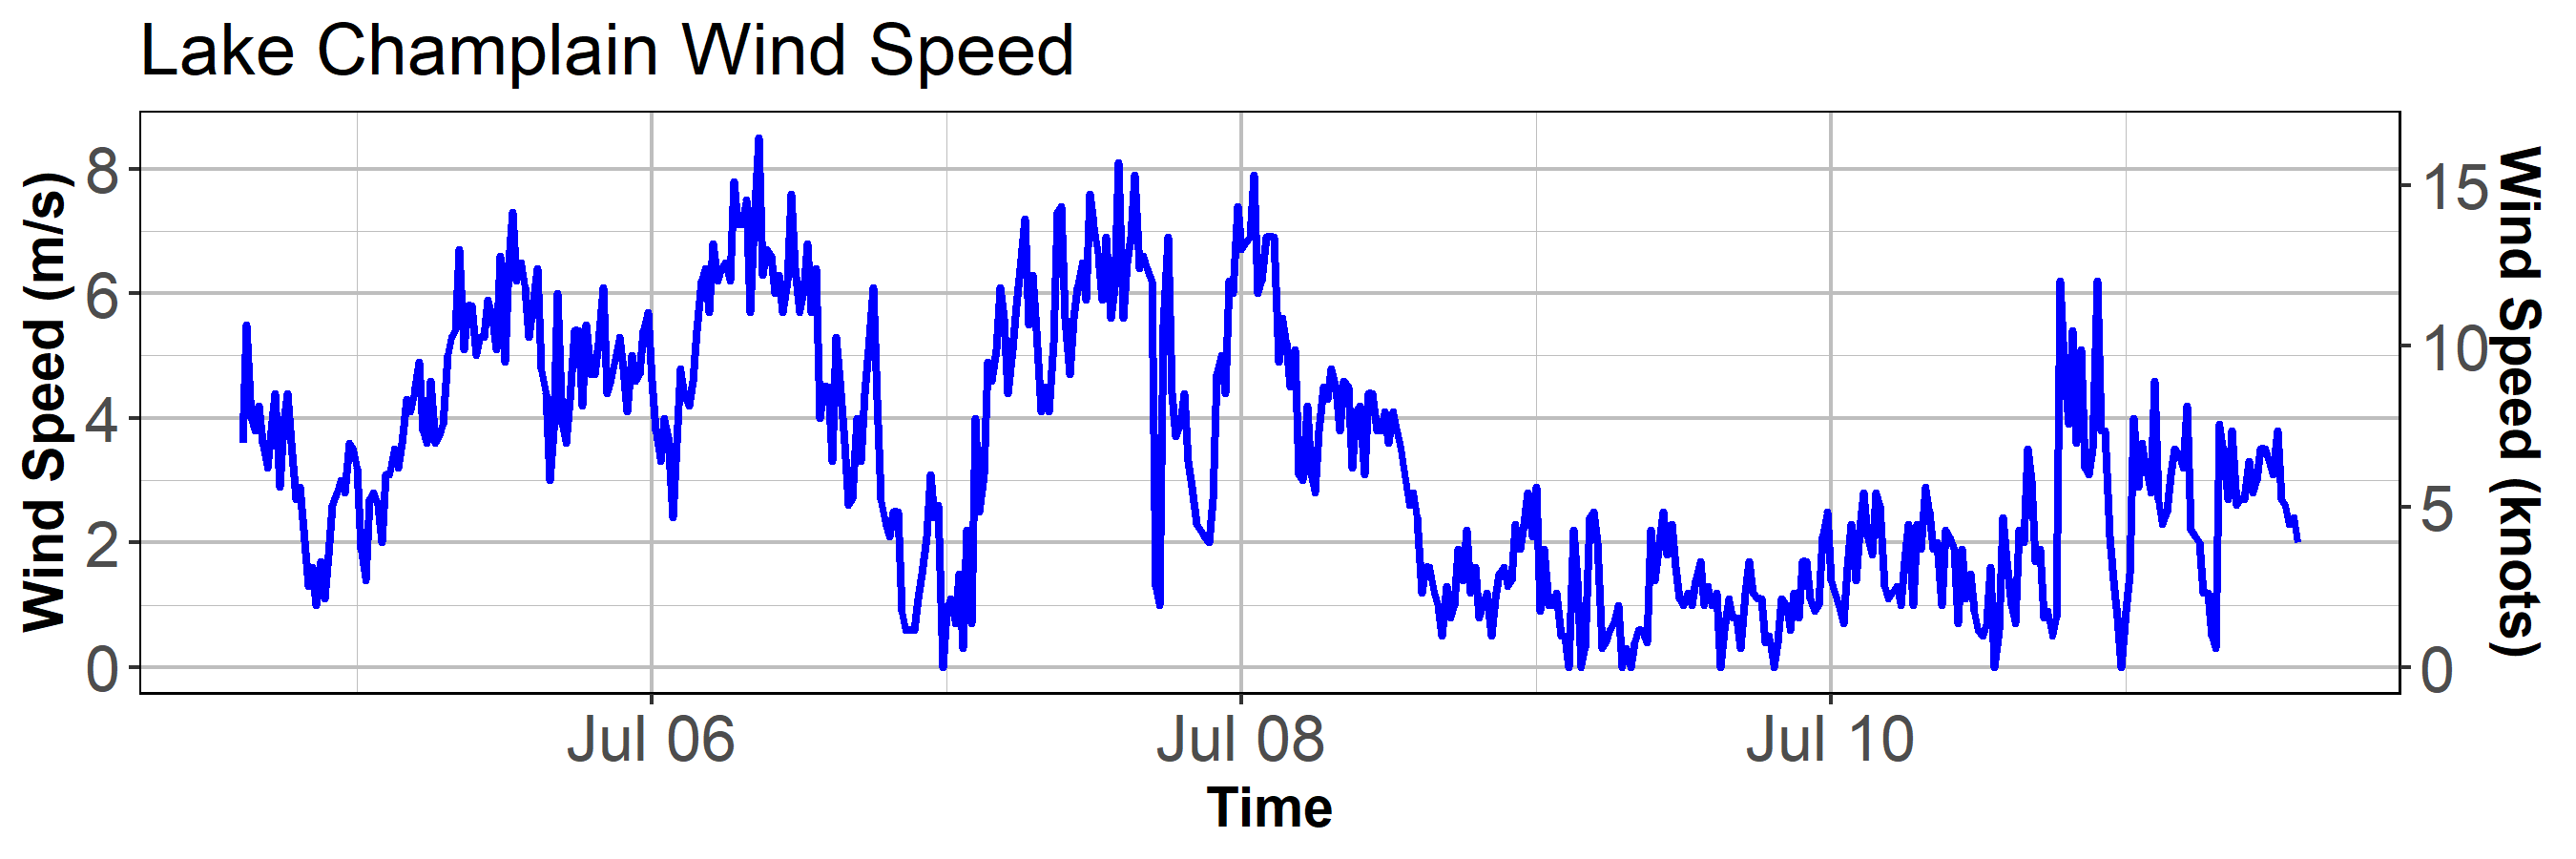 Lake Champlain Wind Speed
Wind Speed (m/s)
8
6
4
2
0
15
10
5
0
Wind Speed (knots)
Jul 06 Jul 08 Jul 10
Time